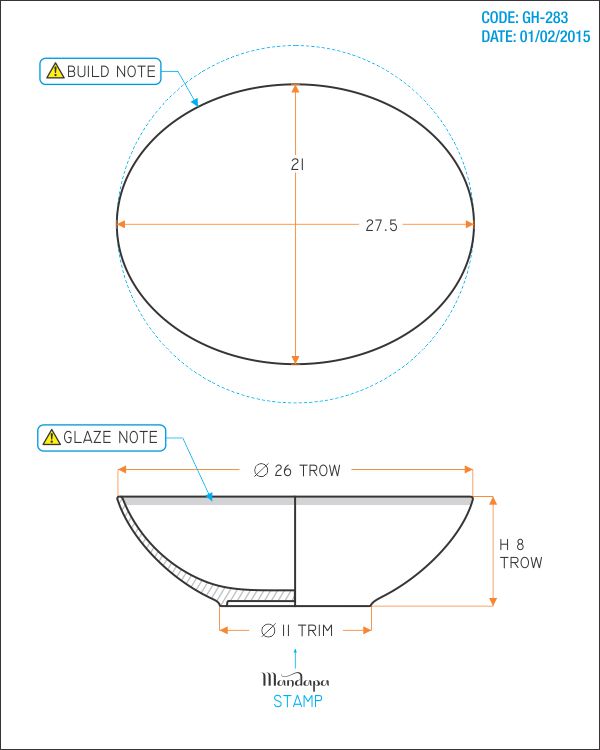 CODE: GH-283
DATE: 01/02/2015
BUILD NOTE
21
27.5
GLAZE NOTE
Ø 26 TROW
H 8
TROW
Ø 11 TRIM
Mandapa
STAMP